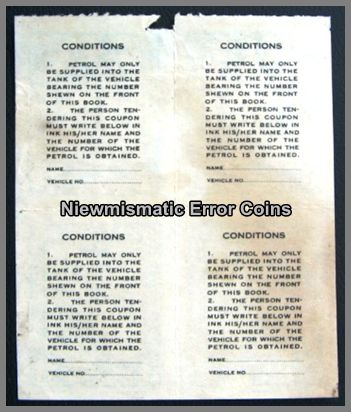 CONDITIONS
1. PETROL MAY ONLY
BE SUPPLIED INTO THE
TANK OF THE VEHICLE
BEARING THE NUMBER
SHEWN ON THE FRONT
OF THIS BOOK.
2. THE PERSON TEN-
DERING THIS COUPON
MUST WRITE BELOW IN
INK HIS/HER NAME AND
THE NUMBER OF THE
VEHICLE FOR WHICH THE
PETROL IS OBTAINED.
NAME
VEHICLE NO.
CONDITIONS
1. PETROL MAY ONLY
BE SUPPLIED INTO THE
TANK OF THE VEHICLE
BEARING THE NUMBER
SHEWN ON THE FRONT
OF THIS BOOK.
2. THE PERSON TEN-
DERING THIS COUPON
MUST WRITE BELOW IN
INK HIS/HER NAME AND
THE NUMBER OF THE
VEHICLE FOR WHICH THE
PETROL IS OBTAINED.
NAME
VEHICLE NO.
Niewmismatic Error Coins
CONDITIONS
1. PETROL MAY ONLY
BE SUPPLIED INTO THE
TANK OF THE VEHICLE
BEARING THE NUMBER
SHEWN ON THE FRONT
OF THIS BOOK.
2. THE PERSON TEN-
DERING THIS COUPON
MUST WRITE BELOW IN
INK HIS/HER NAME AND
THE NUMBER OF THE
VEHICLE FOR WHICH THE
PETROL IS OBTAINED.
NAME
VEHICLE NO.
CONDITIONS
1. PETROL MAY ONLY
BE SUPPLIED INTO THE
TANK OF THE VEHICLE
BEARING THE NUMBER
SHEWN ON THE FRONT
OF THIS BOOK.
2. THE PERSON TEN-
DERING THIS COUPON
MUST WRITE BELOW IN
INK HIS/HER NAME AND
THE NUMBER OF THE
VEHICLE FOR WHICH THE
PETROL IS OBTAINED.
NAME
VEHICLE NO.